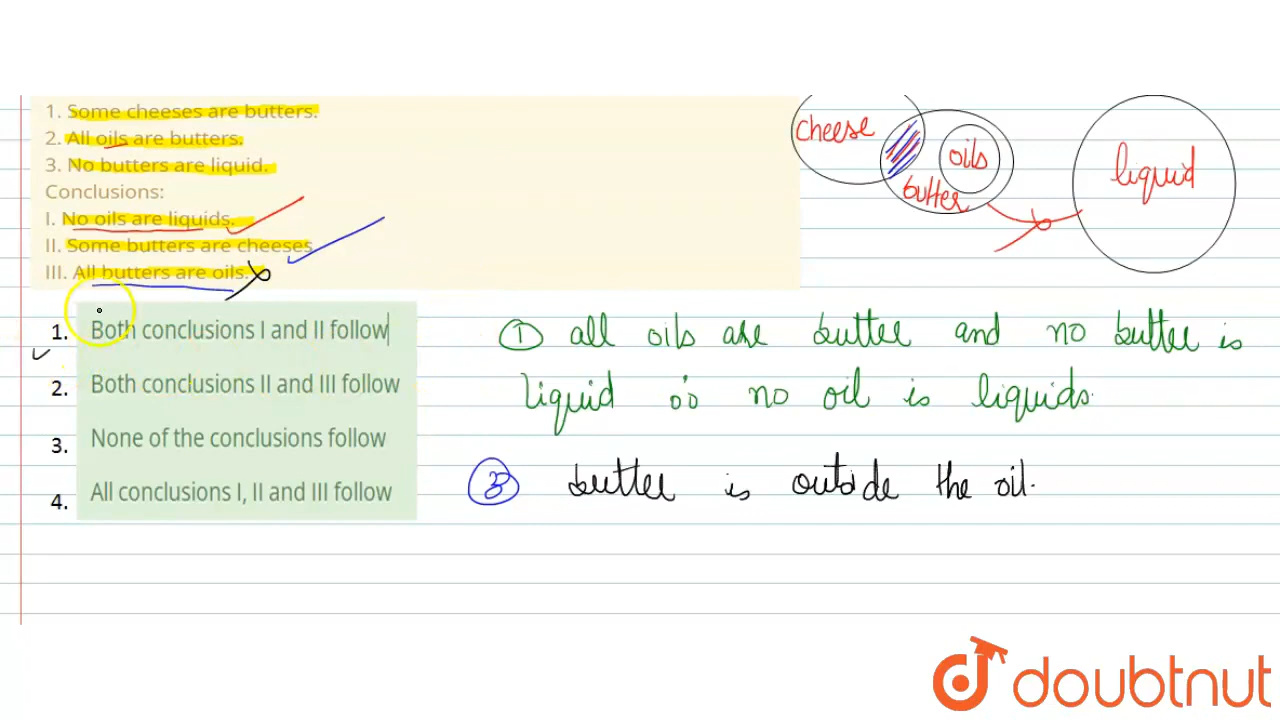 1. Some cheeses are butters.
2. All oils are butters.
3. No butters are liquid.
Conclusions:
I. No oils are liquids.
II. Some butters are cheeses
III. All butters are oils.
cheese
oils
butter
liquid
1. Both conclusions I and II follow
2. Both conclusions II and III follow
3. None of the conclusions follow
4. All conclusions I, II and III follow
① all oils are butter and no butter is
liquid ∴ no oil is liquids.
③ butter is outside the oil.
doubtnut